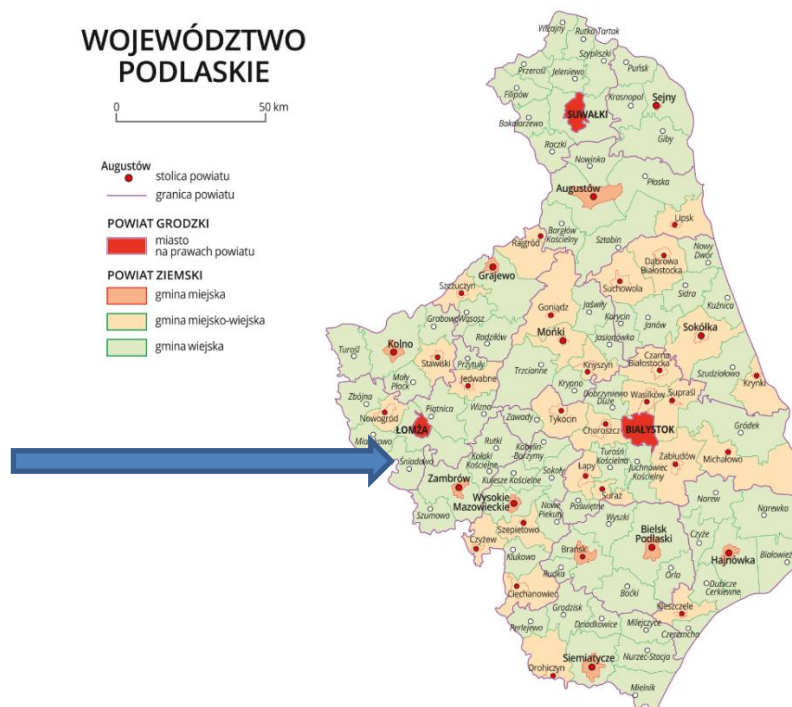 WOJEWÓDZTWO
PODLASKIE
0
50 km
Augustów
stolica powiatu
granica powiatu
POWIAT GRODZKI
miasto
na prawach powiatu
POWIAT ZIEMSKI
gmina miejska
gmina miejsko-wiejska
gmina wiejska
Wiżajny
Rutka-Tartak
Szypliszki
Puńsk
Przerośl
Jeleniewo
Filipów
Krasnopol
Sejny
SUWAŁKI
Bakałarzewo
Giby
Raczki
Nowinka
Augustów
Płaska
Lipsk
Bargłów
Kościelny
Rajgród
Sztabin
Nowy
Dwór
Dąbrowa
Białostocka
Grajewo
Suchowola
Szczuczyn
Sidra
Goniądz
Jaświły
Kuźnica
Grabowo
Wąsosz
Korycin
Janów
Sokółka
Radziłów
Mońki
Jasionówka
Kolno
Turośl
Stawiski
Przytuły
Trzcianne
Knyszyn
Czarna
Białostocka
Szudziałowo
Mały
Płock
Jedwabne
Krypno
Krynki
Zbójna
Dobrzyniewo
Duże
Wasilków
Supraśl
Nowogród
Piątnica
Wizna
Zawady
Tykocin
Choroszcz
BIAŁYSTOK
Gródek
ŁOMŻA
Miastkowo
Rutki
Kobylin-
Borzymy
Turośń
Kościelna
Zabłudów
Michałowo
Śniadowo
Kołaki
Kościelne
Sokoły
Łapy
Juchnowiec
Kościelny
Zambrów
Kulesze Kościelne
Suraż
Narew
Wysokie
Mazowieckie
Nowe
Piekuty
Poświętne
Narewka
Szumowo
Szepietowo
Wyszki
Czyże
Czyżew
Bielsk
Podlaski
Białowieża
Klukowo
Brańsk
Hajnówka
Rudka
Orla
Dubicze
Cerkiewne
Ciechanowiec
Boćki
Kleszczele
Grodzisk
Perlejewo
Dziadkowice
Milejczyce
Czeremcha
Siemiatycze
Nurzec-Stacja
Drohiczyn
Mielnik